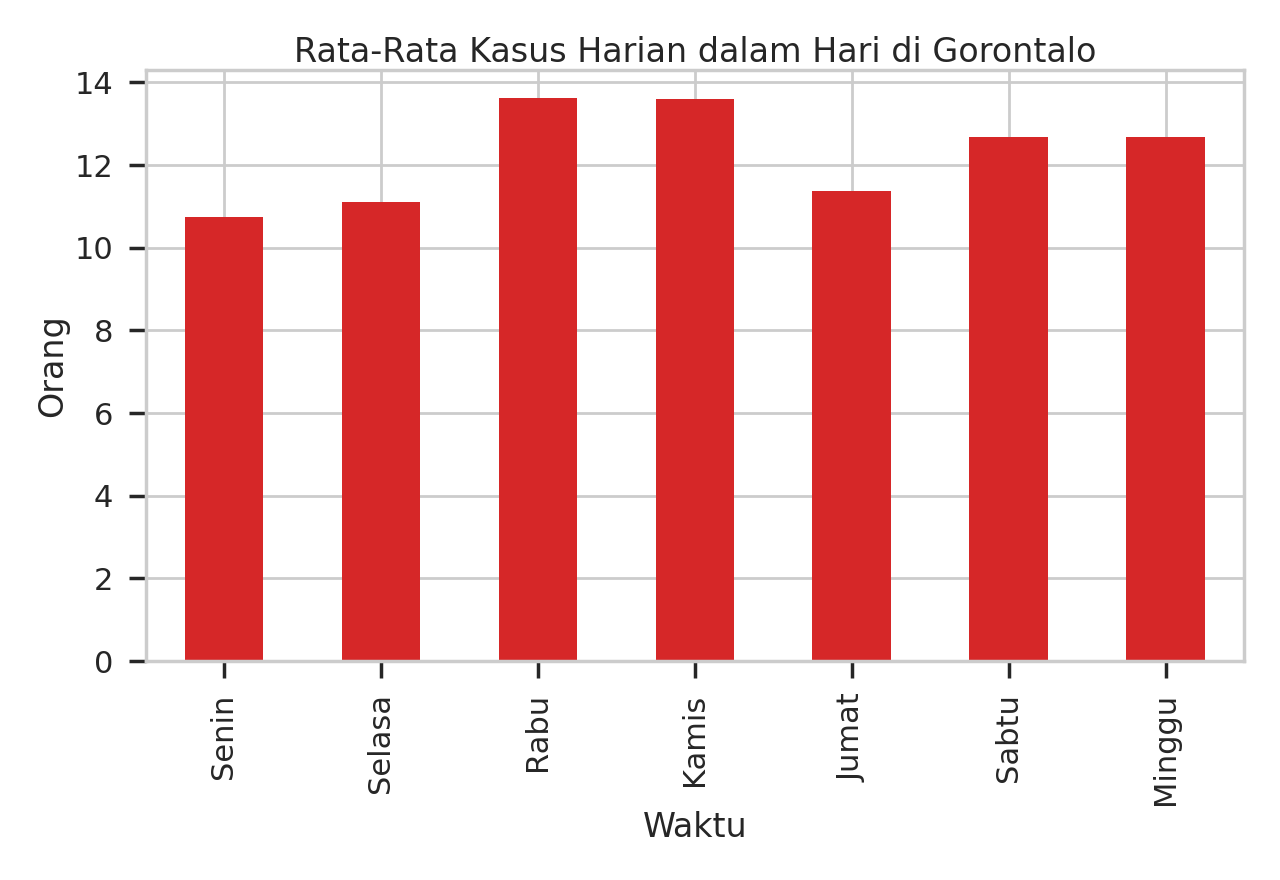 Rata-Rata Kasus Harian dalam Hari di Gorontalo
14
12
10
8
6
4
2
0
Orang
Senin
Selasa
Rabu
Kamis
Jumat
Sabtu
Minggu
Waktu